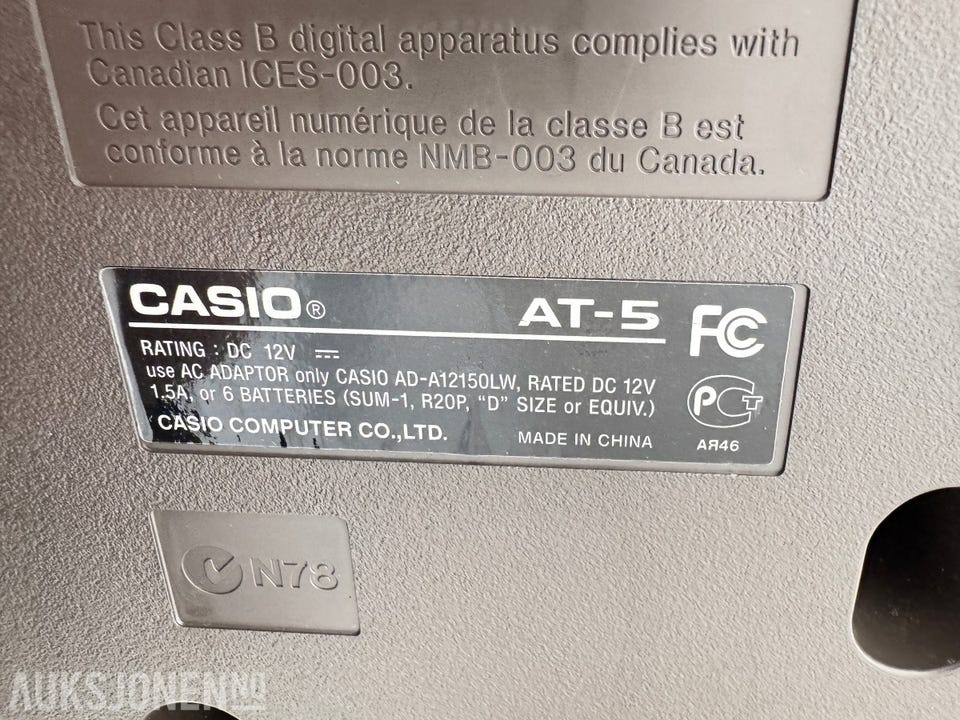 This Class B digital apparatus complies with
Canadian ICES-003.
Cet appareil numérique de la classe B est
conforme à la norme NMB-003 du Canada.
CASIO® AT-5 FC
RATING : DC 12V ⎓
use AC ADAPTOR only CASIO AD-A12150LW, RATED DC 12V
1.5A, or 6 BATTERIES (SUM-1, R20P, “D” SIZE or EQUIV.)
CASIO COMPUTER CO.,LTD. MADE IN CHINA
РСТ
АЯ46
N78
AUKSJONEN.NO